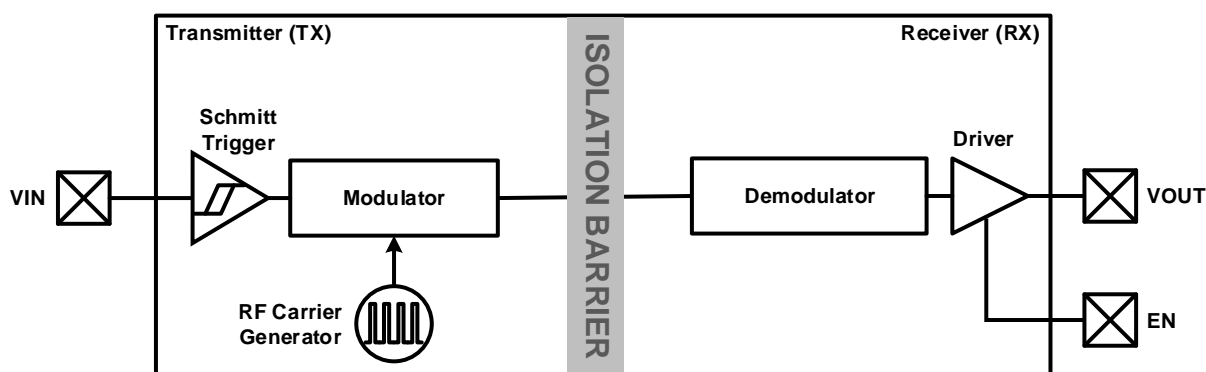 Transmitter (TX)
Receiver (RX)
ISOLATION BARRIER
Schmitt
Trigger
Driver
VIN
Modulator
Demodulator
VOUT
RF Carrier
Generator
EN